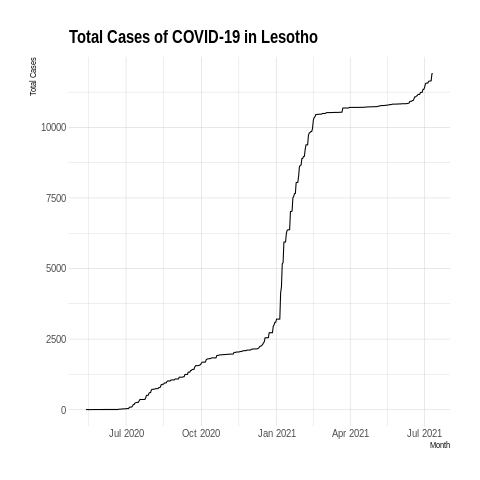 Total Cases of COVID-19 in Lesotho
Total Cases
10000
7500
5000
2500
0
Jul 2020 Oct 2020 Jan 2021 Apr 2021 Jul 2021
Month